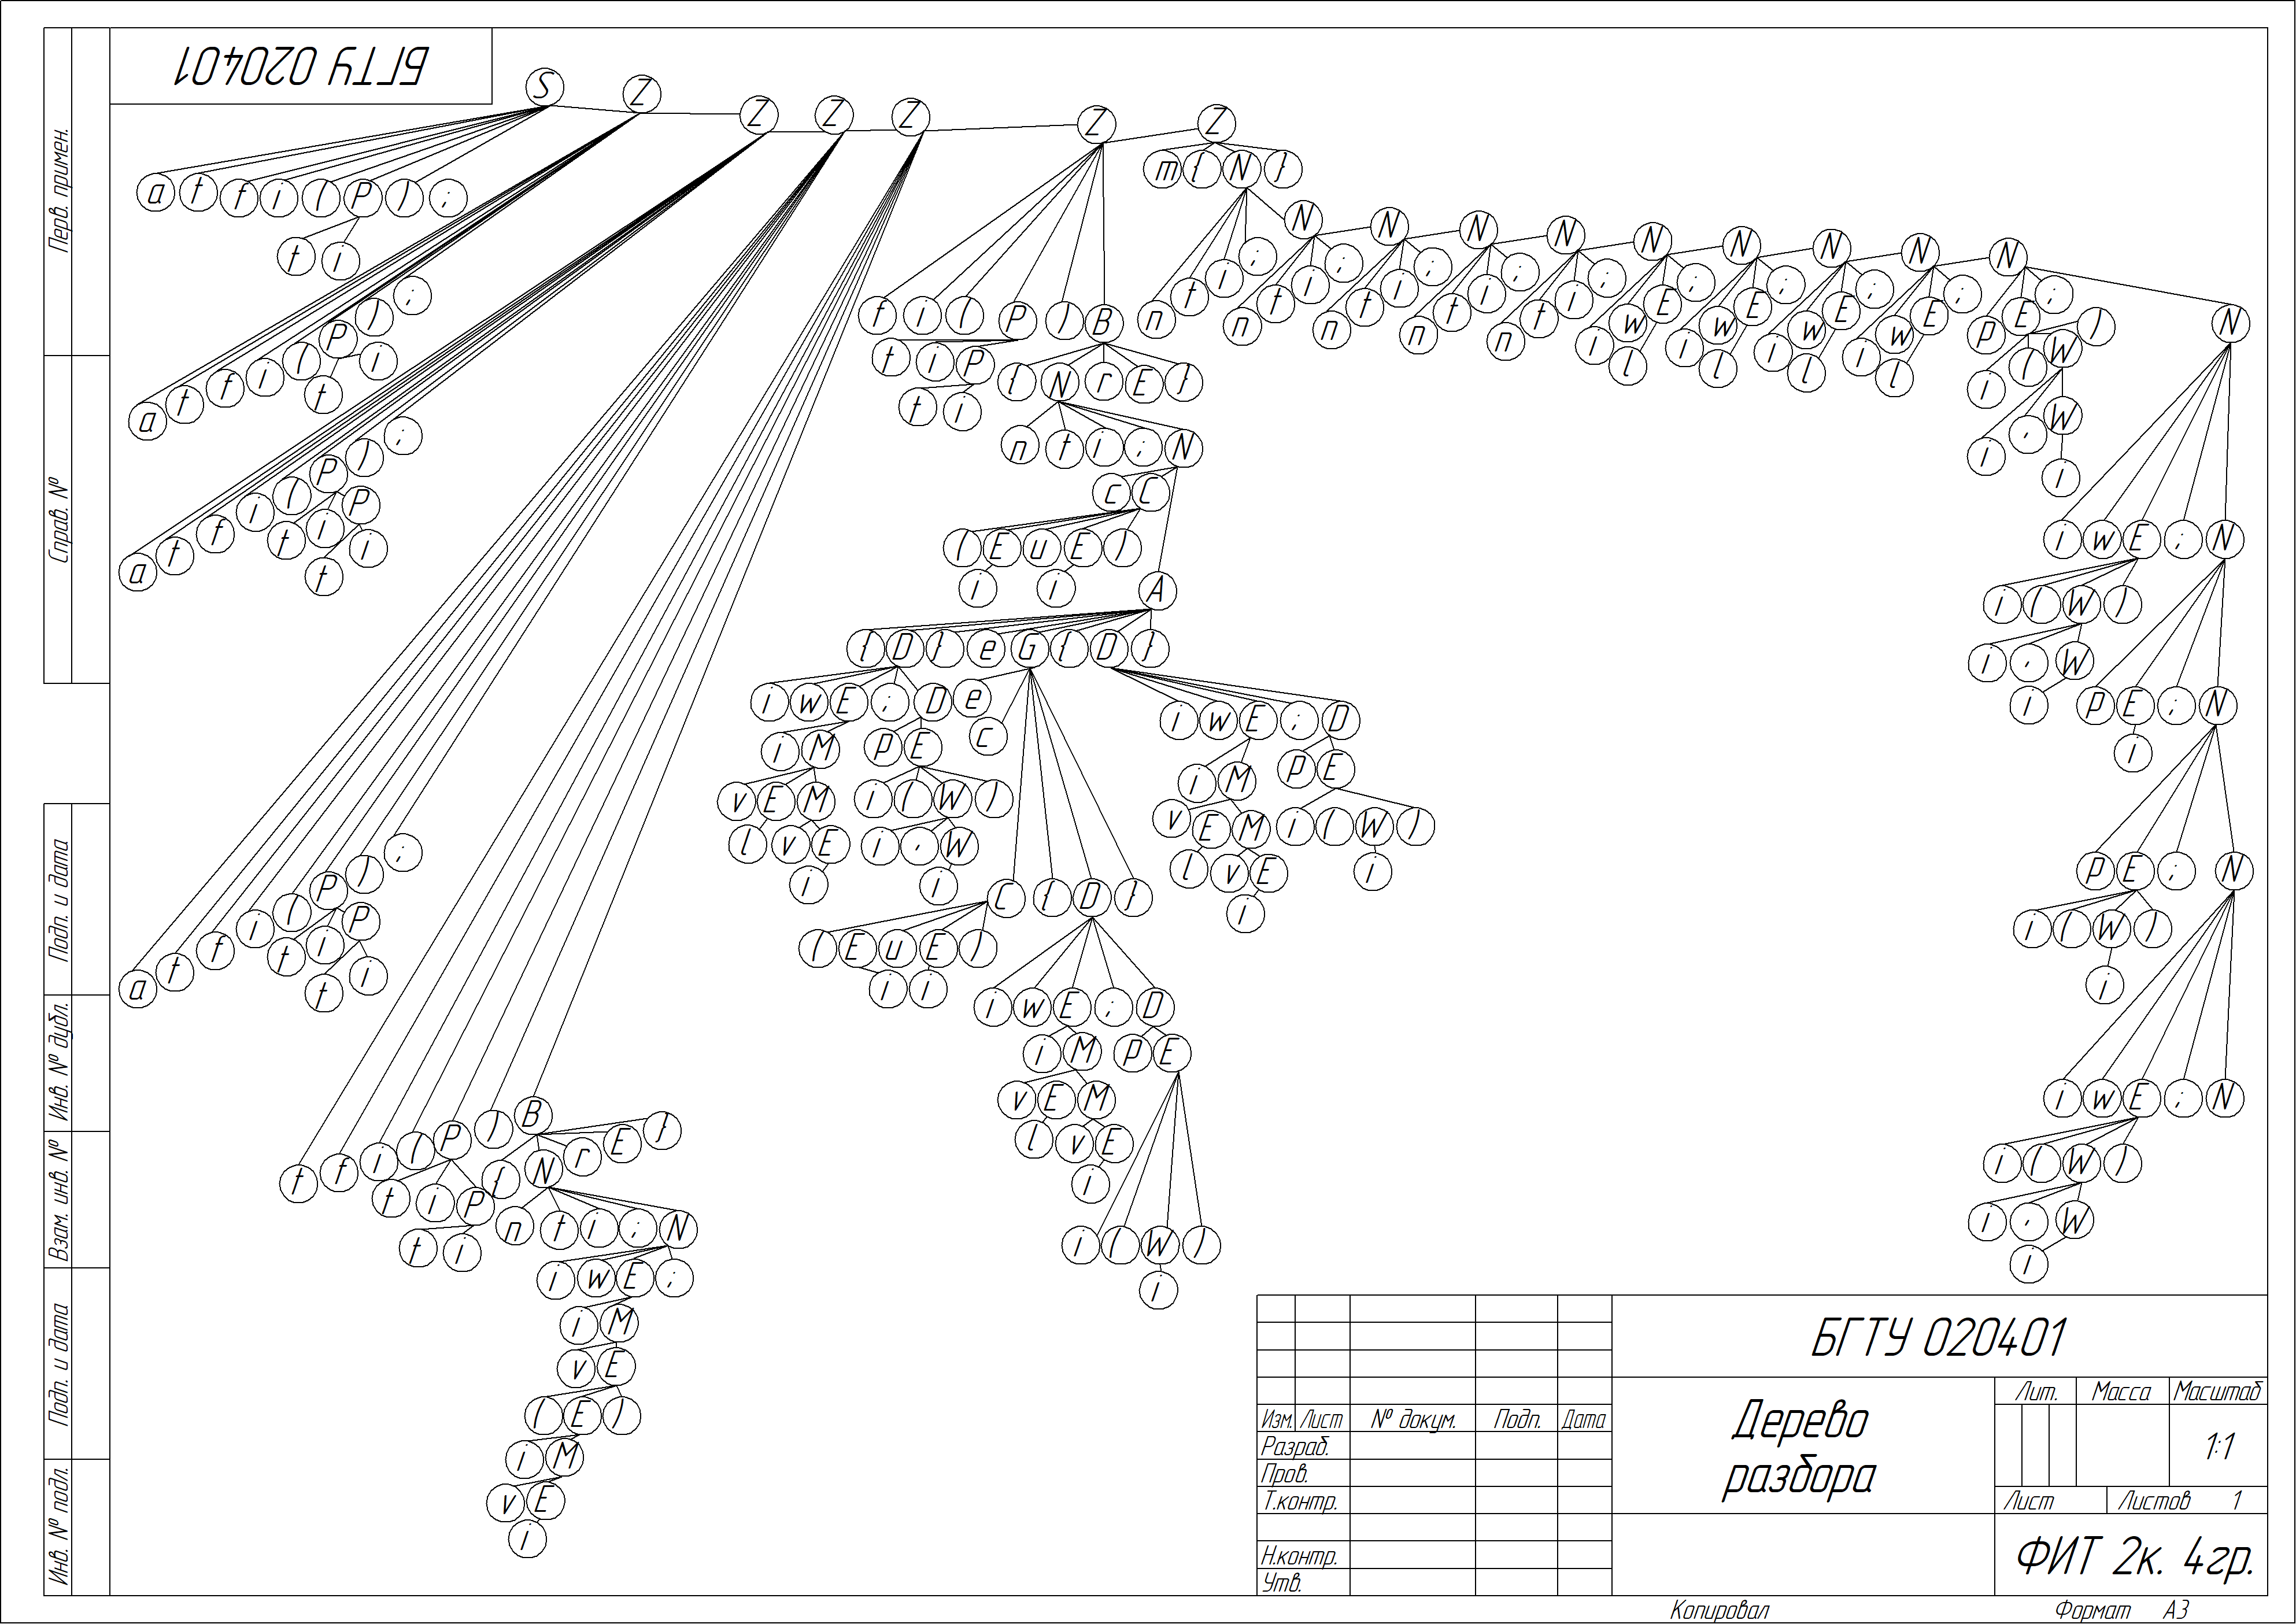 БГТУ 020401
S Z
Z Z Z Z Z
a t f i ( P ) ;
t i
m { N }
N N N N N N N N N N
n t i ;
n t i ;
n t i ;
n t i ;
n t i ;
i w E ;
l
i w E ;
l
i w E ;
l
i w E ;
l
p E ;
i ( W )
i , W
i
a t f i ( P ) ;
t i
a t f i ( P ) ;
t i P
t i
f i ( P ) B
t i P
t i
{ N r E }
n t i ; N
c C
( E u E )
i i
A
{ D } e G { D }
i w E ; D
i M p E
v E M i ( W )
l v E i , W
i i
e
c
C { D }
( E u E )
i i
i w E ; D
i M p E
v E M
l v E
i
i ( W )
i
i w E ; D
i M p E
v E M i ( W )
l v E i
i
i w E ; N
i ( W )
i , W
i
p E ; N
i
p E ; N
i ( W )
i
i w E ; N
i ( W )
i , W
i
a t f i ( P ) ;
t i P
t i
t f i ( P ) B
t i P
t i
{ N r E }
n t i ; N
i w E ;
i M
v E
( E )
i M
v E
i
Перв. примен.
Справ. №
Подп. и дата
Инв. № дубл.
Взам. инв. №
Подп. и дата
Инв. № подл.
БГТУ 020401
Дерево
разбора
Лит. Масса Масштаб
1:1
Изм. Лист № докум. Подп. Дата
Разраб.
Пров.
Т.контр.
Лист Листов 1
Н.контр.
Утв.
ФИТ 2к. 4гр.
Копировал Формат А3